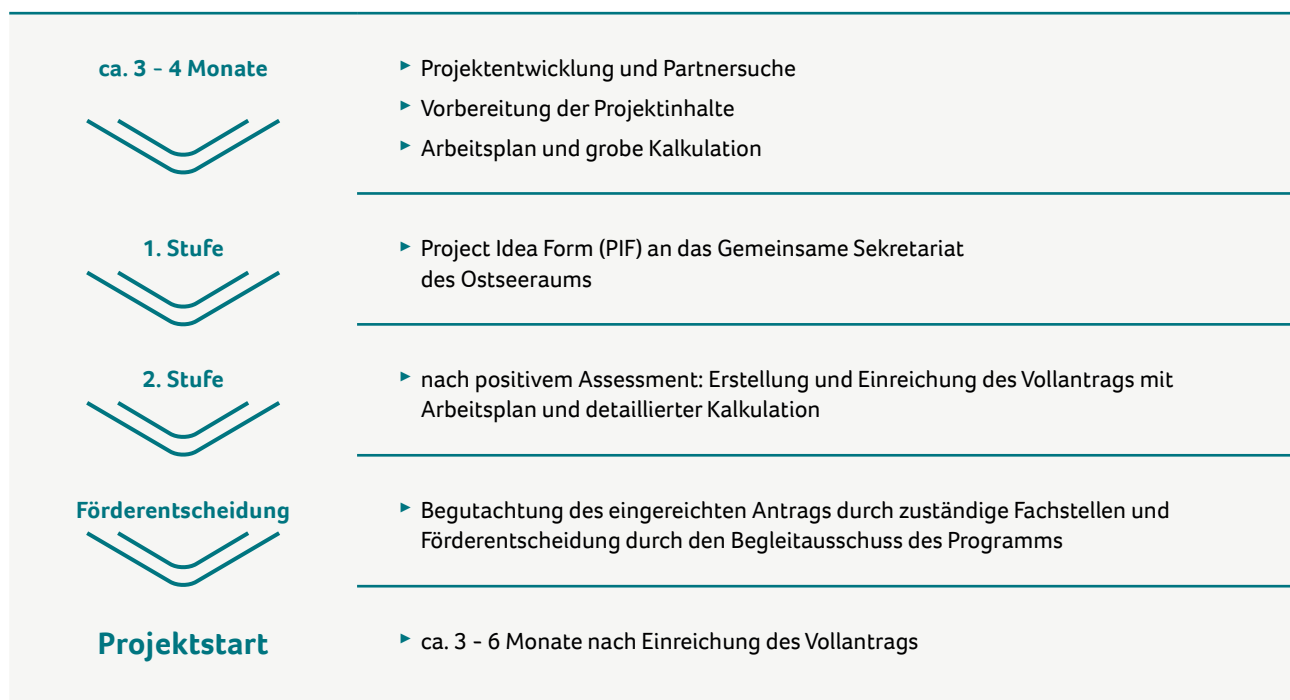 ca. 3 - 4 Monate
► Projektentwicklung und Partnersuche
► Vorbereitung der Projektinhalte
► Arbeitsplan und grobe Kalkulation
1. Stufe
► Project Idea Form (PIF) an das Gemeinsame Sekretariat
des Ostseeraums
2. Stufe
► nach positivem Assessment: Erstellung und Einreichung des Vollantrags mit
Arbeitsplan und detaillierter Kalkulation
Förderentscheidung
► Begutachtung des eingereichten Antrags durch zuständige Fachstellen und
Förderentscheidung durch den Begleitausschuss des Programms
Projektstart
► ca. 3 - 6 Monate nach Einreichung des Vollantrags